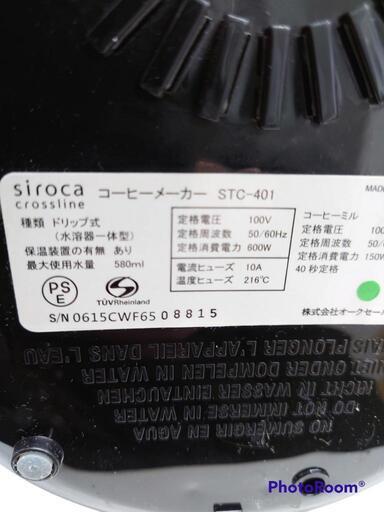 siroca
crossline
コーヒーメーカー STC-401
MADE
種類 ドリップ式
(水溶器一体型)
保温装置の有無 あり
最大使用水量 580ml
定格電圧 100V
定格周波数 50/60Hz
定格消費電力 600W
電流ヒューズ 10A
温度ヒューズ 216℃
コーヒーミル
定格電圧 100
定格周波数 50/
定格消費電力 150W
40秒定格
PS
E
TÜVRheinland
S/N 0615CWF6508815
株式会社オークセール
NO SUMERGIR EN AGUA
DO NOT IMMERSE IN WATER
NICHT IN WASSER EINTAUCHEN
NIET ONDER DOMPELEN IN WATER
JAMAIS PLONGER L'APPAREIL DANS L'EAU
PhotoRoom®